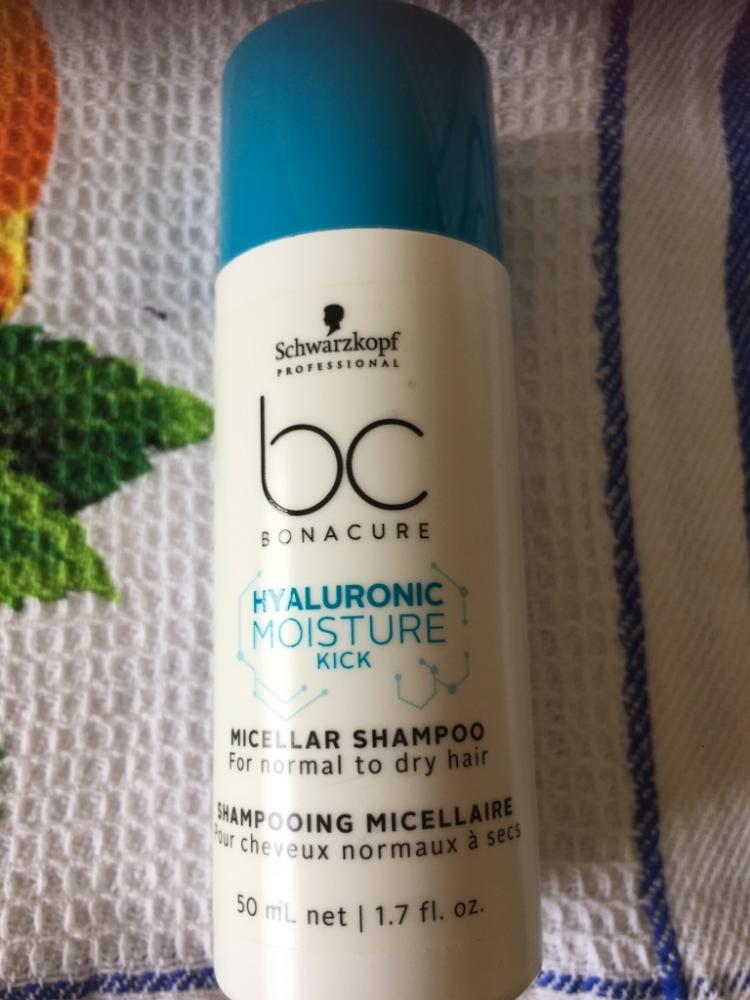 Schwarzkopf
PROFESSIONAL
bc
BONACURE
HYALURONIC
MOISTURE
KICK
MICELLAR SHAMPOO
For normal to dry hair
SHAMPOOING MICELLAIRE
Pour cheveux normaux à secs
50 mL net | 1.7 fl. oz.